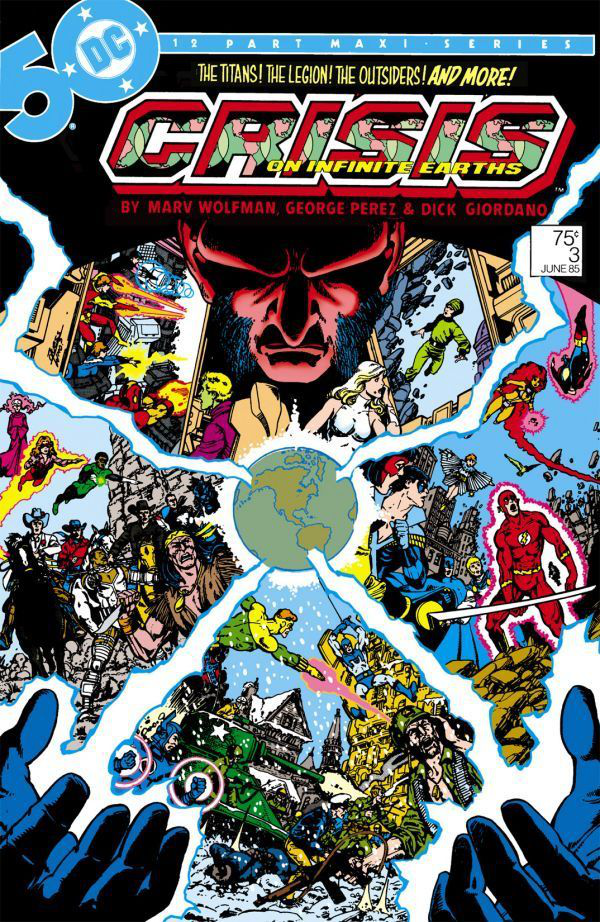 50
DC
12 PART MAXI-SERIES
THE TITANS! THE LEGION! THE OUTSIDERS! AND MORE!
CRISIS
ON INFINITE EARTHS
TM
BY MARV WOLFMAN, GEORGE PEREZ & DICK GIORDANO
75¢
3
JUNE 85
®